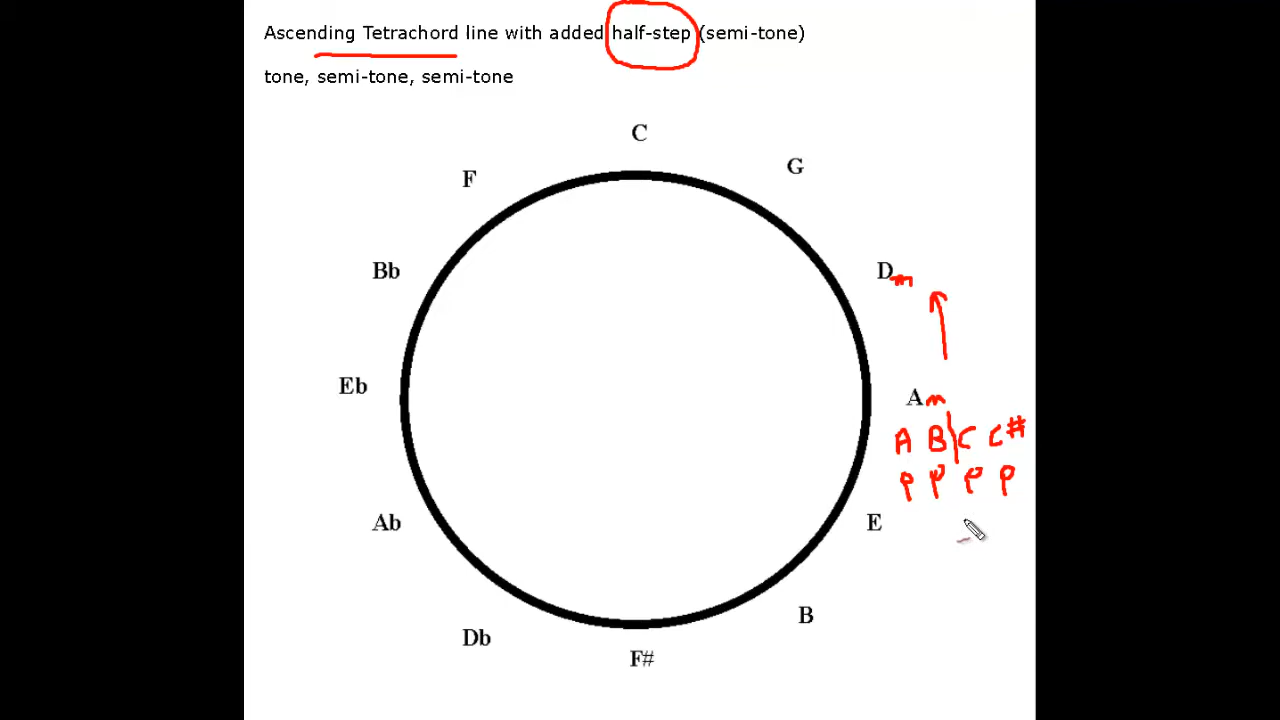 Ascending Tetrachord line with added half-step (semi-tone)
tone, semi-tone, semi-tone
C
G
F
Dm
Bb
Eb
Am
A B C C#
P P P P
E
Ab
B
Db
F#